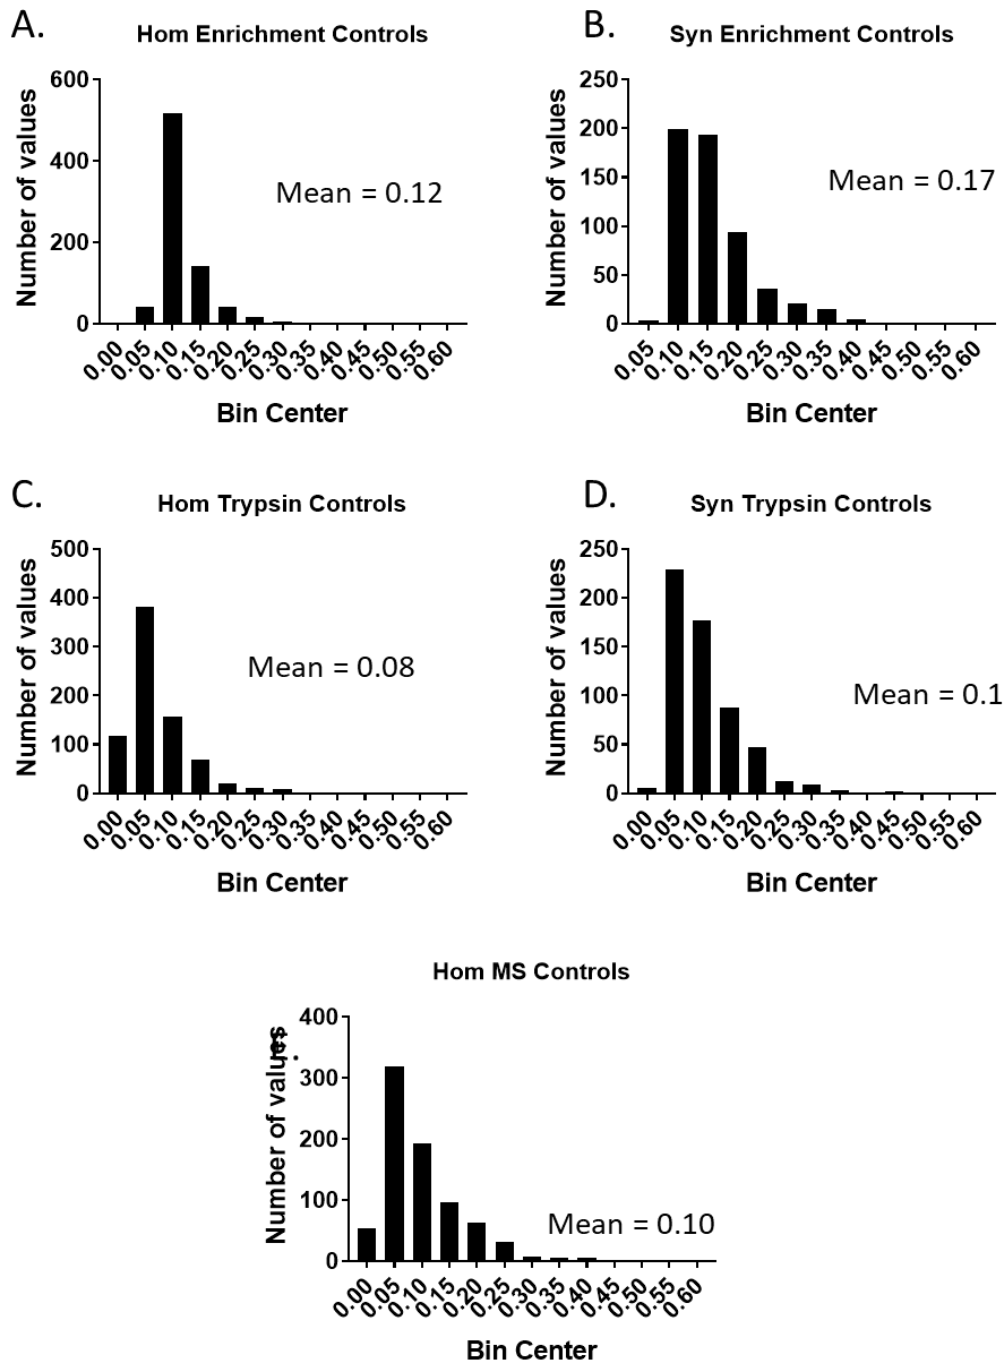 A.
Hom Enrichment Controls
600
400
200
0
Number of values
Mean = 0.12
0.00 0.05 0.10 0.15 0.20 0.25 0.30 0.35 0.40 0.45 0.50 0.55 0.60
Bin Center
B.
Syn Enrichment Controls
250
200
150
100
50
0
Number of values
Mean = 0.17
0.05 0.10 0.15 0.20 0.25 0.30 0.35 0.40 0.45 0.50 0.55 0.60
Bin Center
C.
Hom Trypsin Controls
500
400
300
200
100
0
Number of values
Mean = 0.08
0.00 0.05 0.10 0.15 0.20 0.25 0.30 0.35 0.40 0.45 0.50 0.55 0.60
Bin Center
D.
Syn Trypsin Controls
250
200
150
100
50
0
Number of values
Mean = 0.1
0.00 0.05 0.10 0.15 0.20 0.25 0.30 0.35 0.40 0.45 0.50 0.55 0.60
Bin Center
Hom MS Controls
400
300
200
100
0
Number of values
Mean = 0.10
0.00 0.05 0.10 0.15 0.20 0.25 0.30 0.35 0.40 0.45 0.50 0.55 0.60
Bin Center